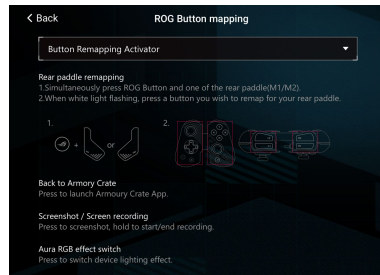 Back
ROG Button mapping
Button Remapping Activator
Rear paddle remapping
1.Simultaneously press ROG Button and one of the rear paddle(M1/M2).
2.When white light flashing, press a button you wish to remap for your rear paddle.
1.
2.
+ or
Back to Armory Crate
Press to launch Armoury Crate App.
Screenshot / Screen recording
Press to screenshot, hold to start/end recording.
Aura RGB effect switch
Press to switch device lighting effect.